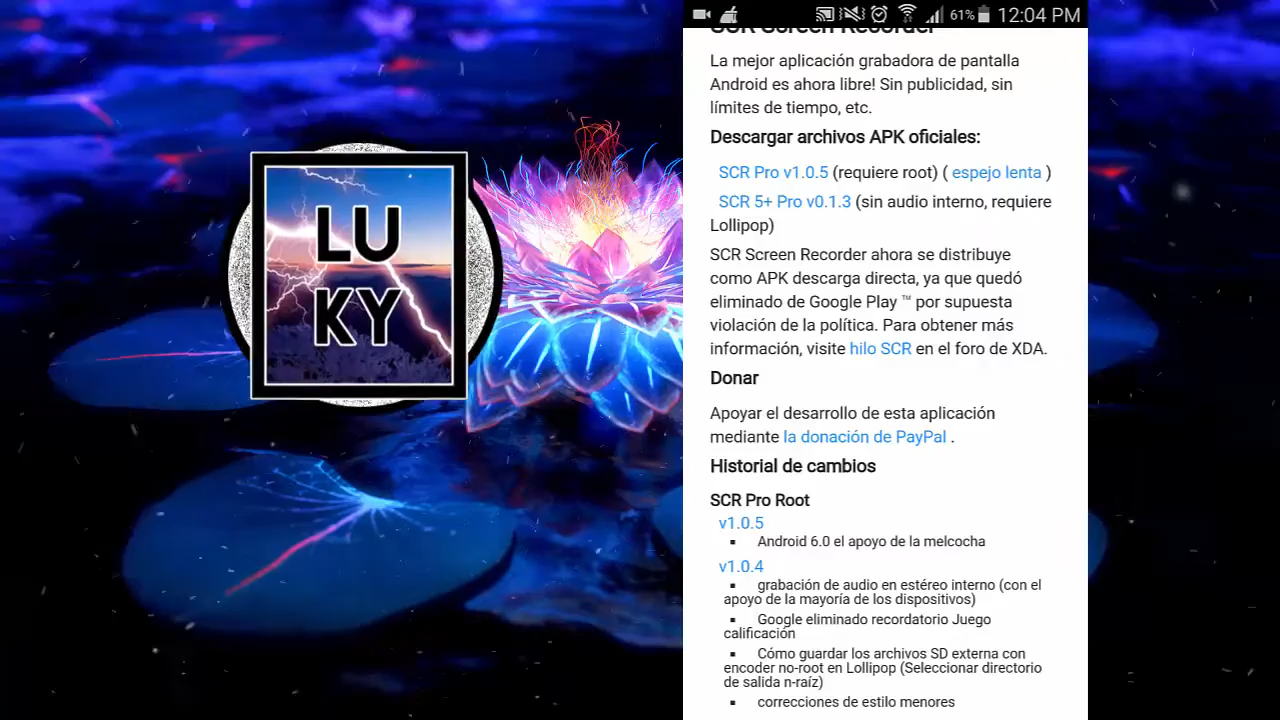 LU
KY
61% 12:04 PM
SCR Screen Recorder
La mejor aplicación grabadora de pantalla
Android es ahora libre! Sin publicidad, sin
límites de tiempo, etc.
Descargar archivos APK oficiales:
SCR Pro v1.0.5 (requiere root) ( espejo lenta )
SCR 5+ Pro v0.1.3 (sin audio interno, requiere
Lollipop)
SCR Screen Recorder ahora se distribuye
como APK descarga directa, ya que quedó
eliminado de Google Play ™ por supuesta
violación de la política. Para obtener más
información, visite hilo SCR en el foro de XDA.
Donar
Apoyar el desarrollo de esta aplicación
mediante la donación de PayPal .
Historial de cambios
SCR Pro Root
v1.0.5
▪ Android 6.0 el apoyo de la melcocha
v1.0.4
▪ grabación de audio en estéreo interno (con el
apoyo de la mayoría de los dispositivos)
▪ Google eliminado recordatorio Juego
calificación
▪ Cómo guardar los archivos SD externa con
encoder no-root en Lollipop (Seleccionar directorio
de salida n-raíz)
▪ correcciones de estilo menores